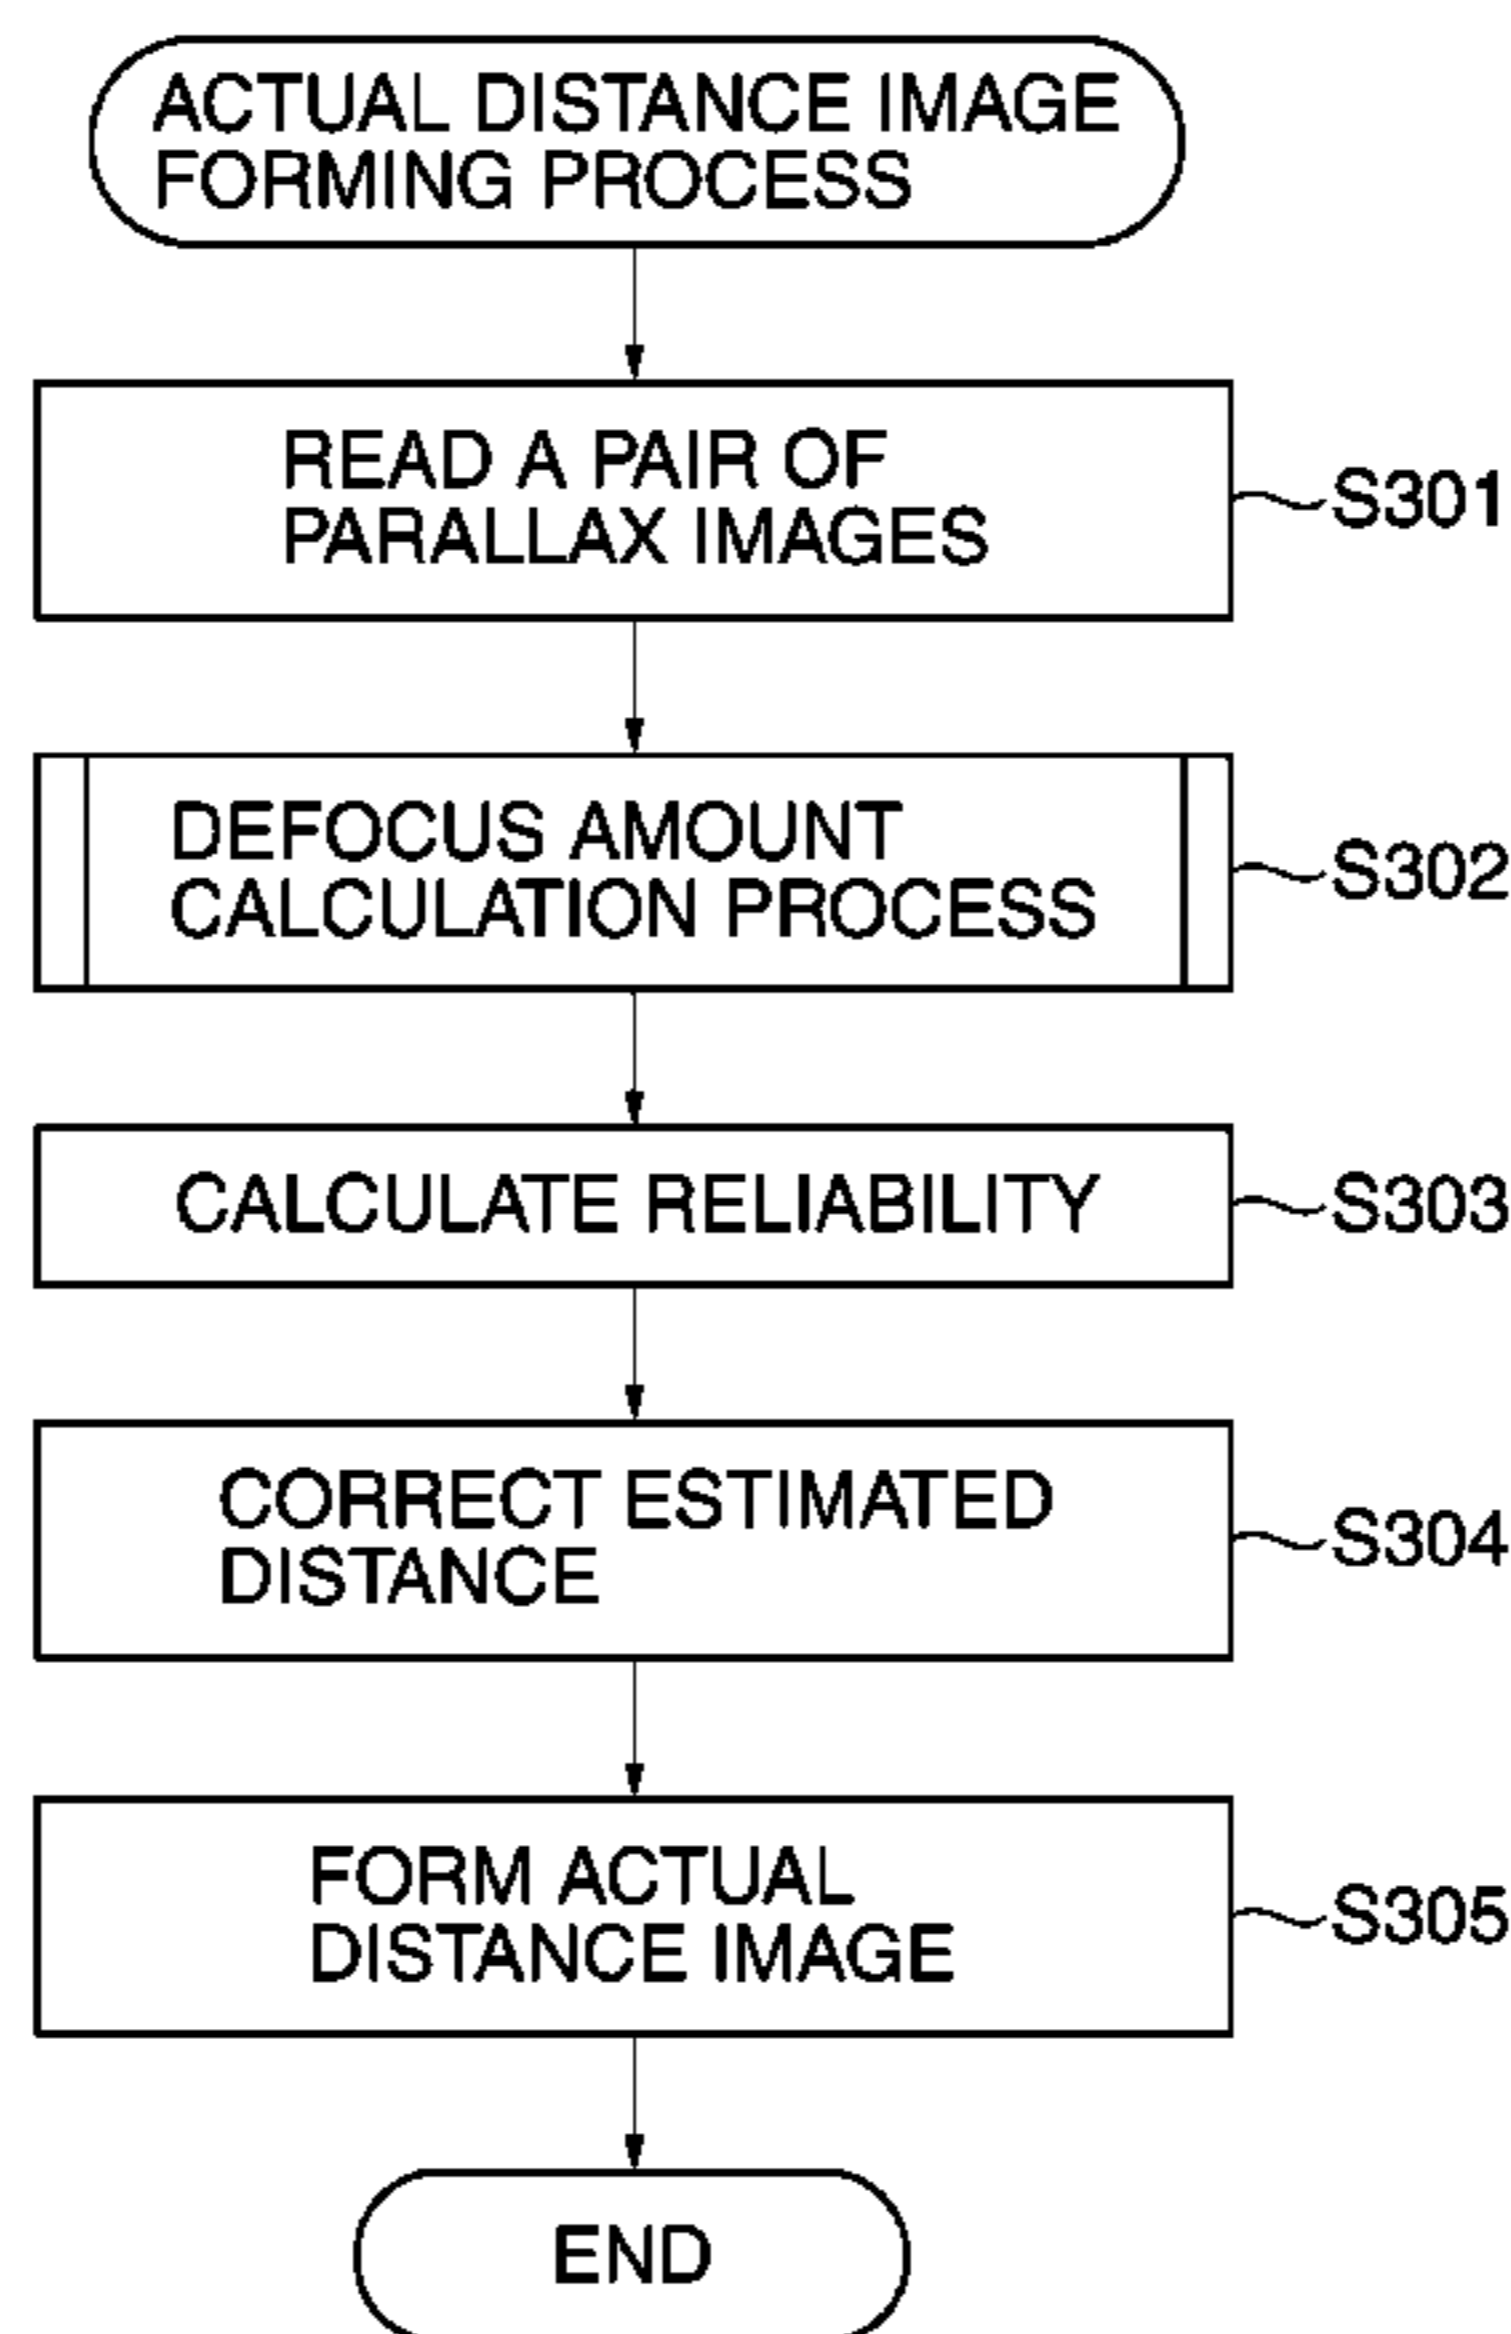 ACTUAL DISTANCE IMAGE
FORMING PROCESS
READ A PAIR OF
PARALLAX IMAGES
S301
DEFOCUS AMOUNT
CALCULATION PROCESS
S302
CALCULATE RELIABILITY
S303
CORRECT ESTIMATED
DISTANCE
S304
FORM ACTUAL
DISTANCE IMAGE
S305
END